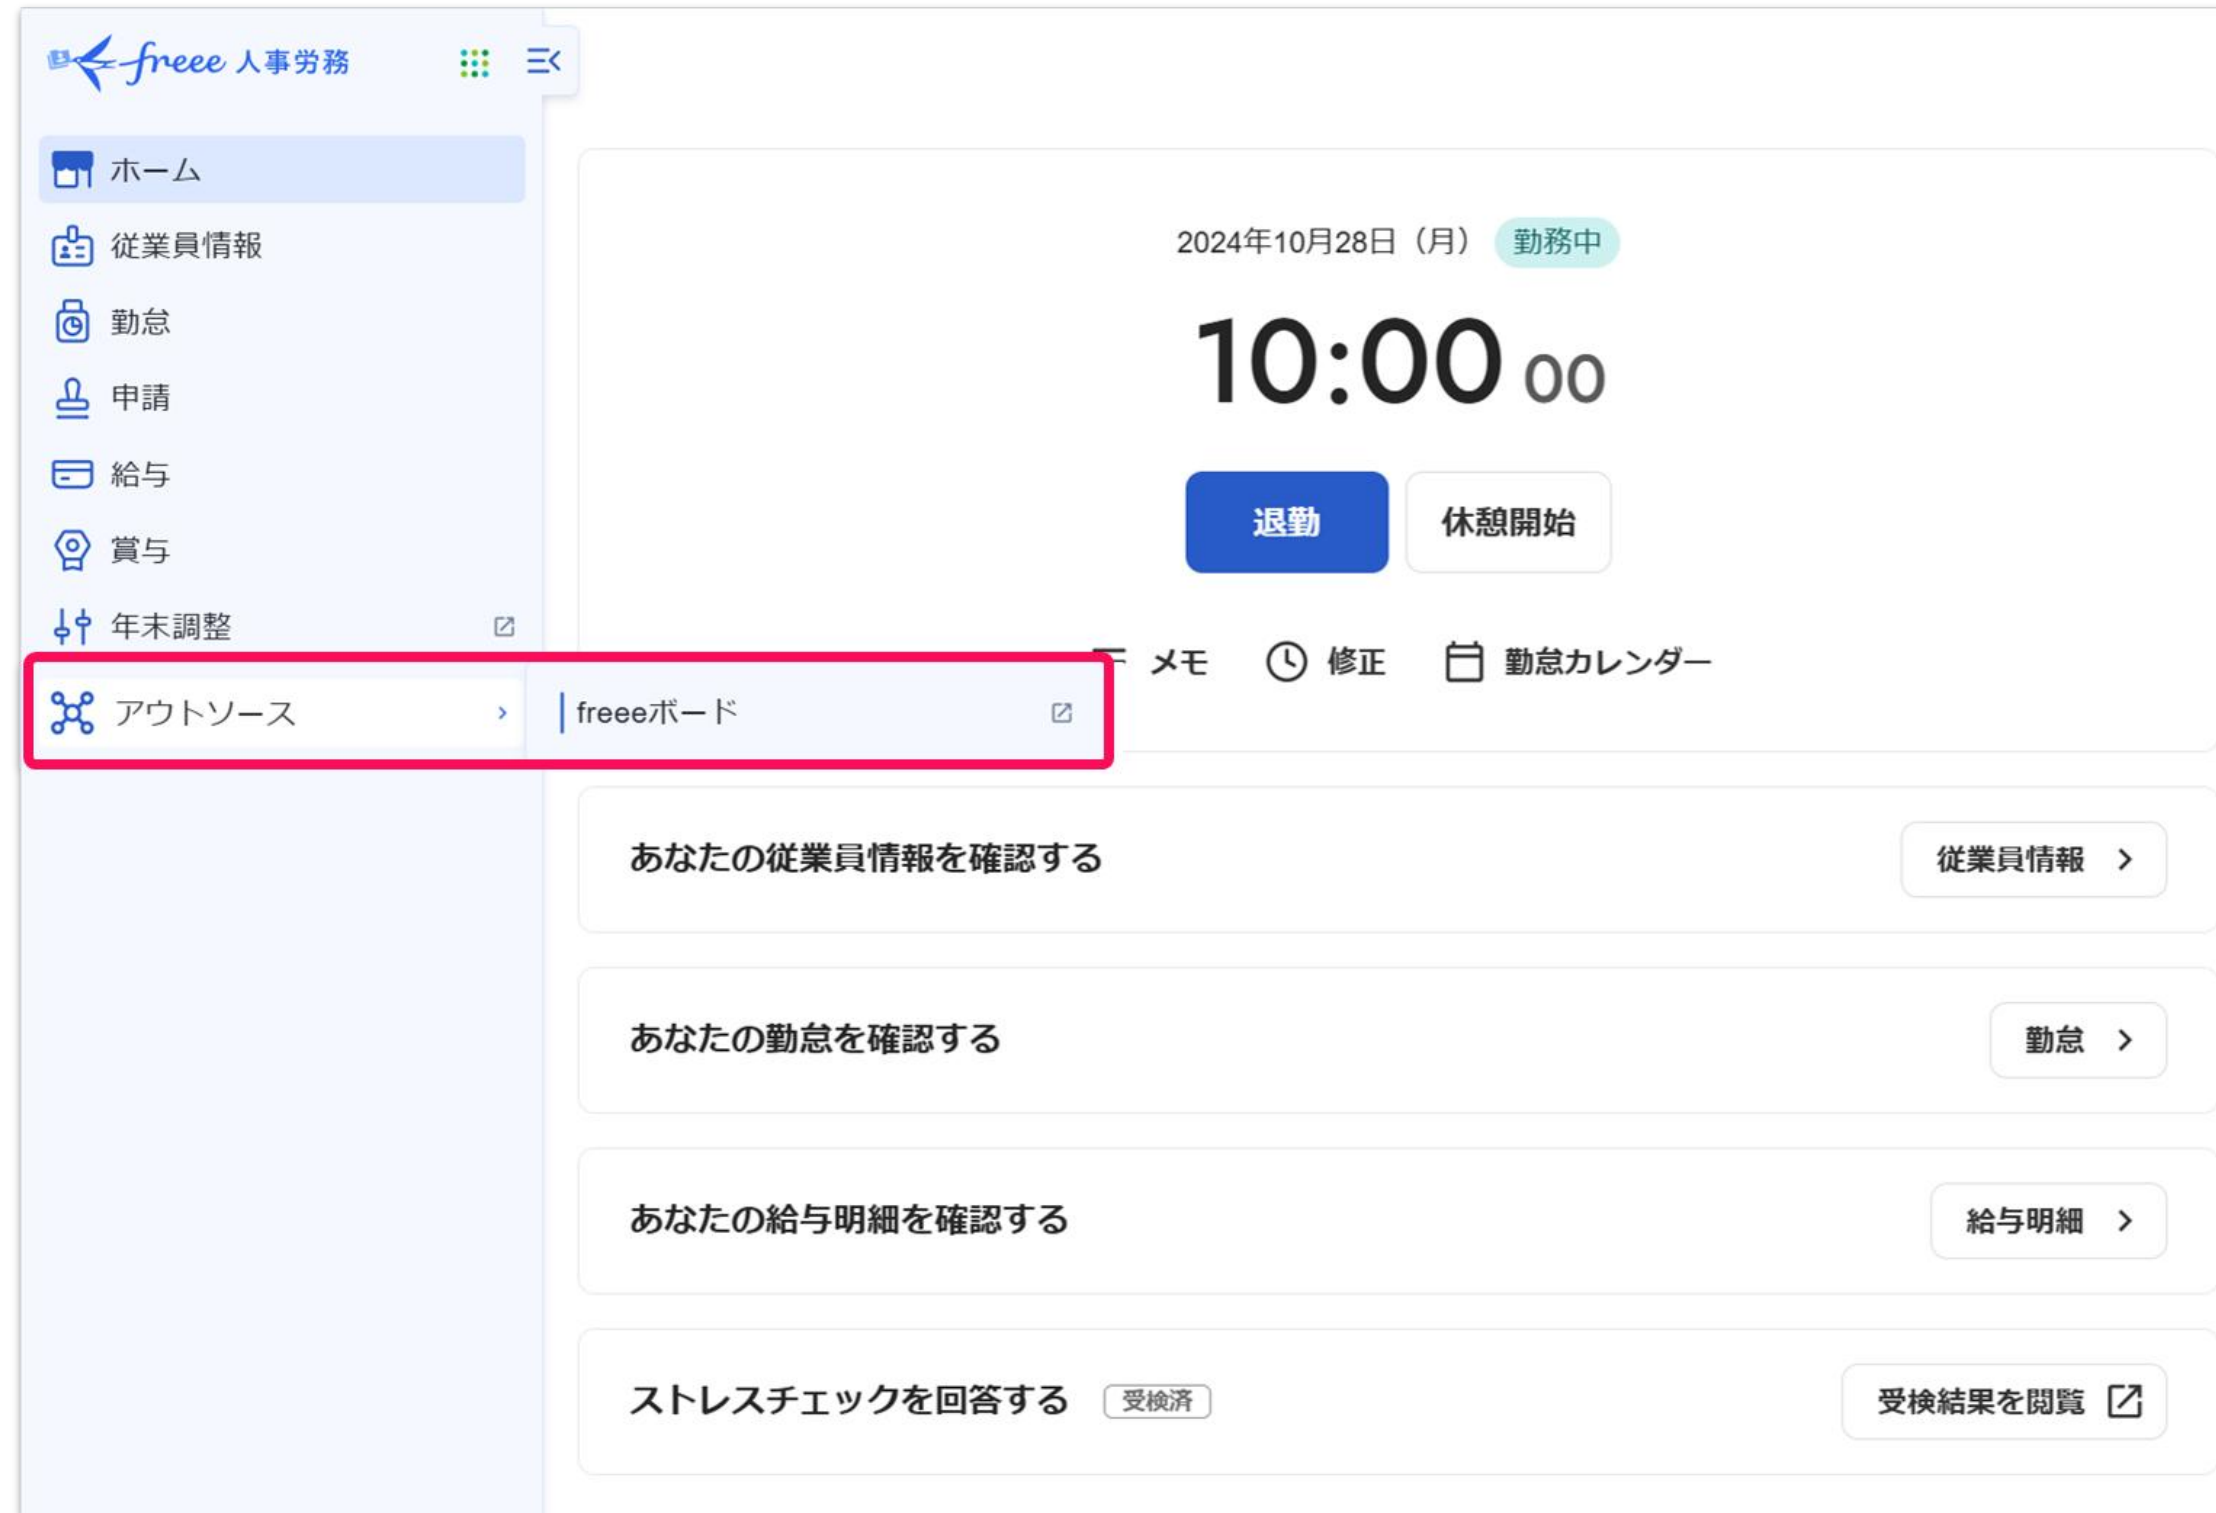 freee 人事労務
ホーム
従業員情報
勤怠
申請
給与
賞与
年末調整
アウトソース
freeeボード
2024年10月28日（月） 勤務中
10:00 00
退勤 休憩開始
メモ 修正 勤怠カレンダー
あなたの従業員情報を確認する 従業員情報
あなたの勤怠を確認する 勤怠
あなたの給与明細を確認する 給与明細
ストレスチェックを回答する 受検済 受検結果を閲覧